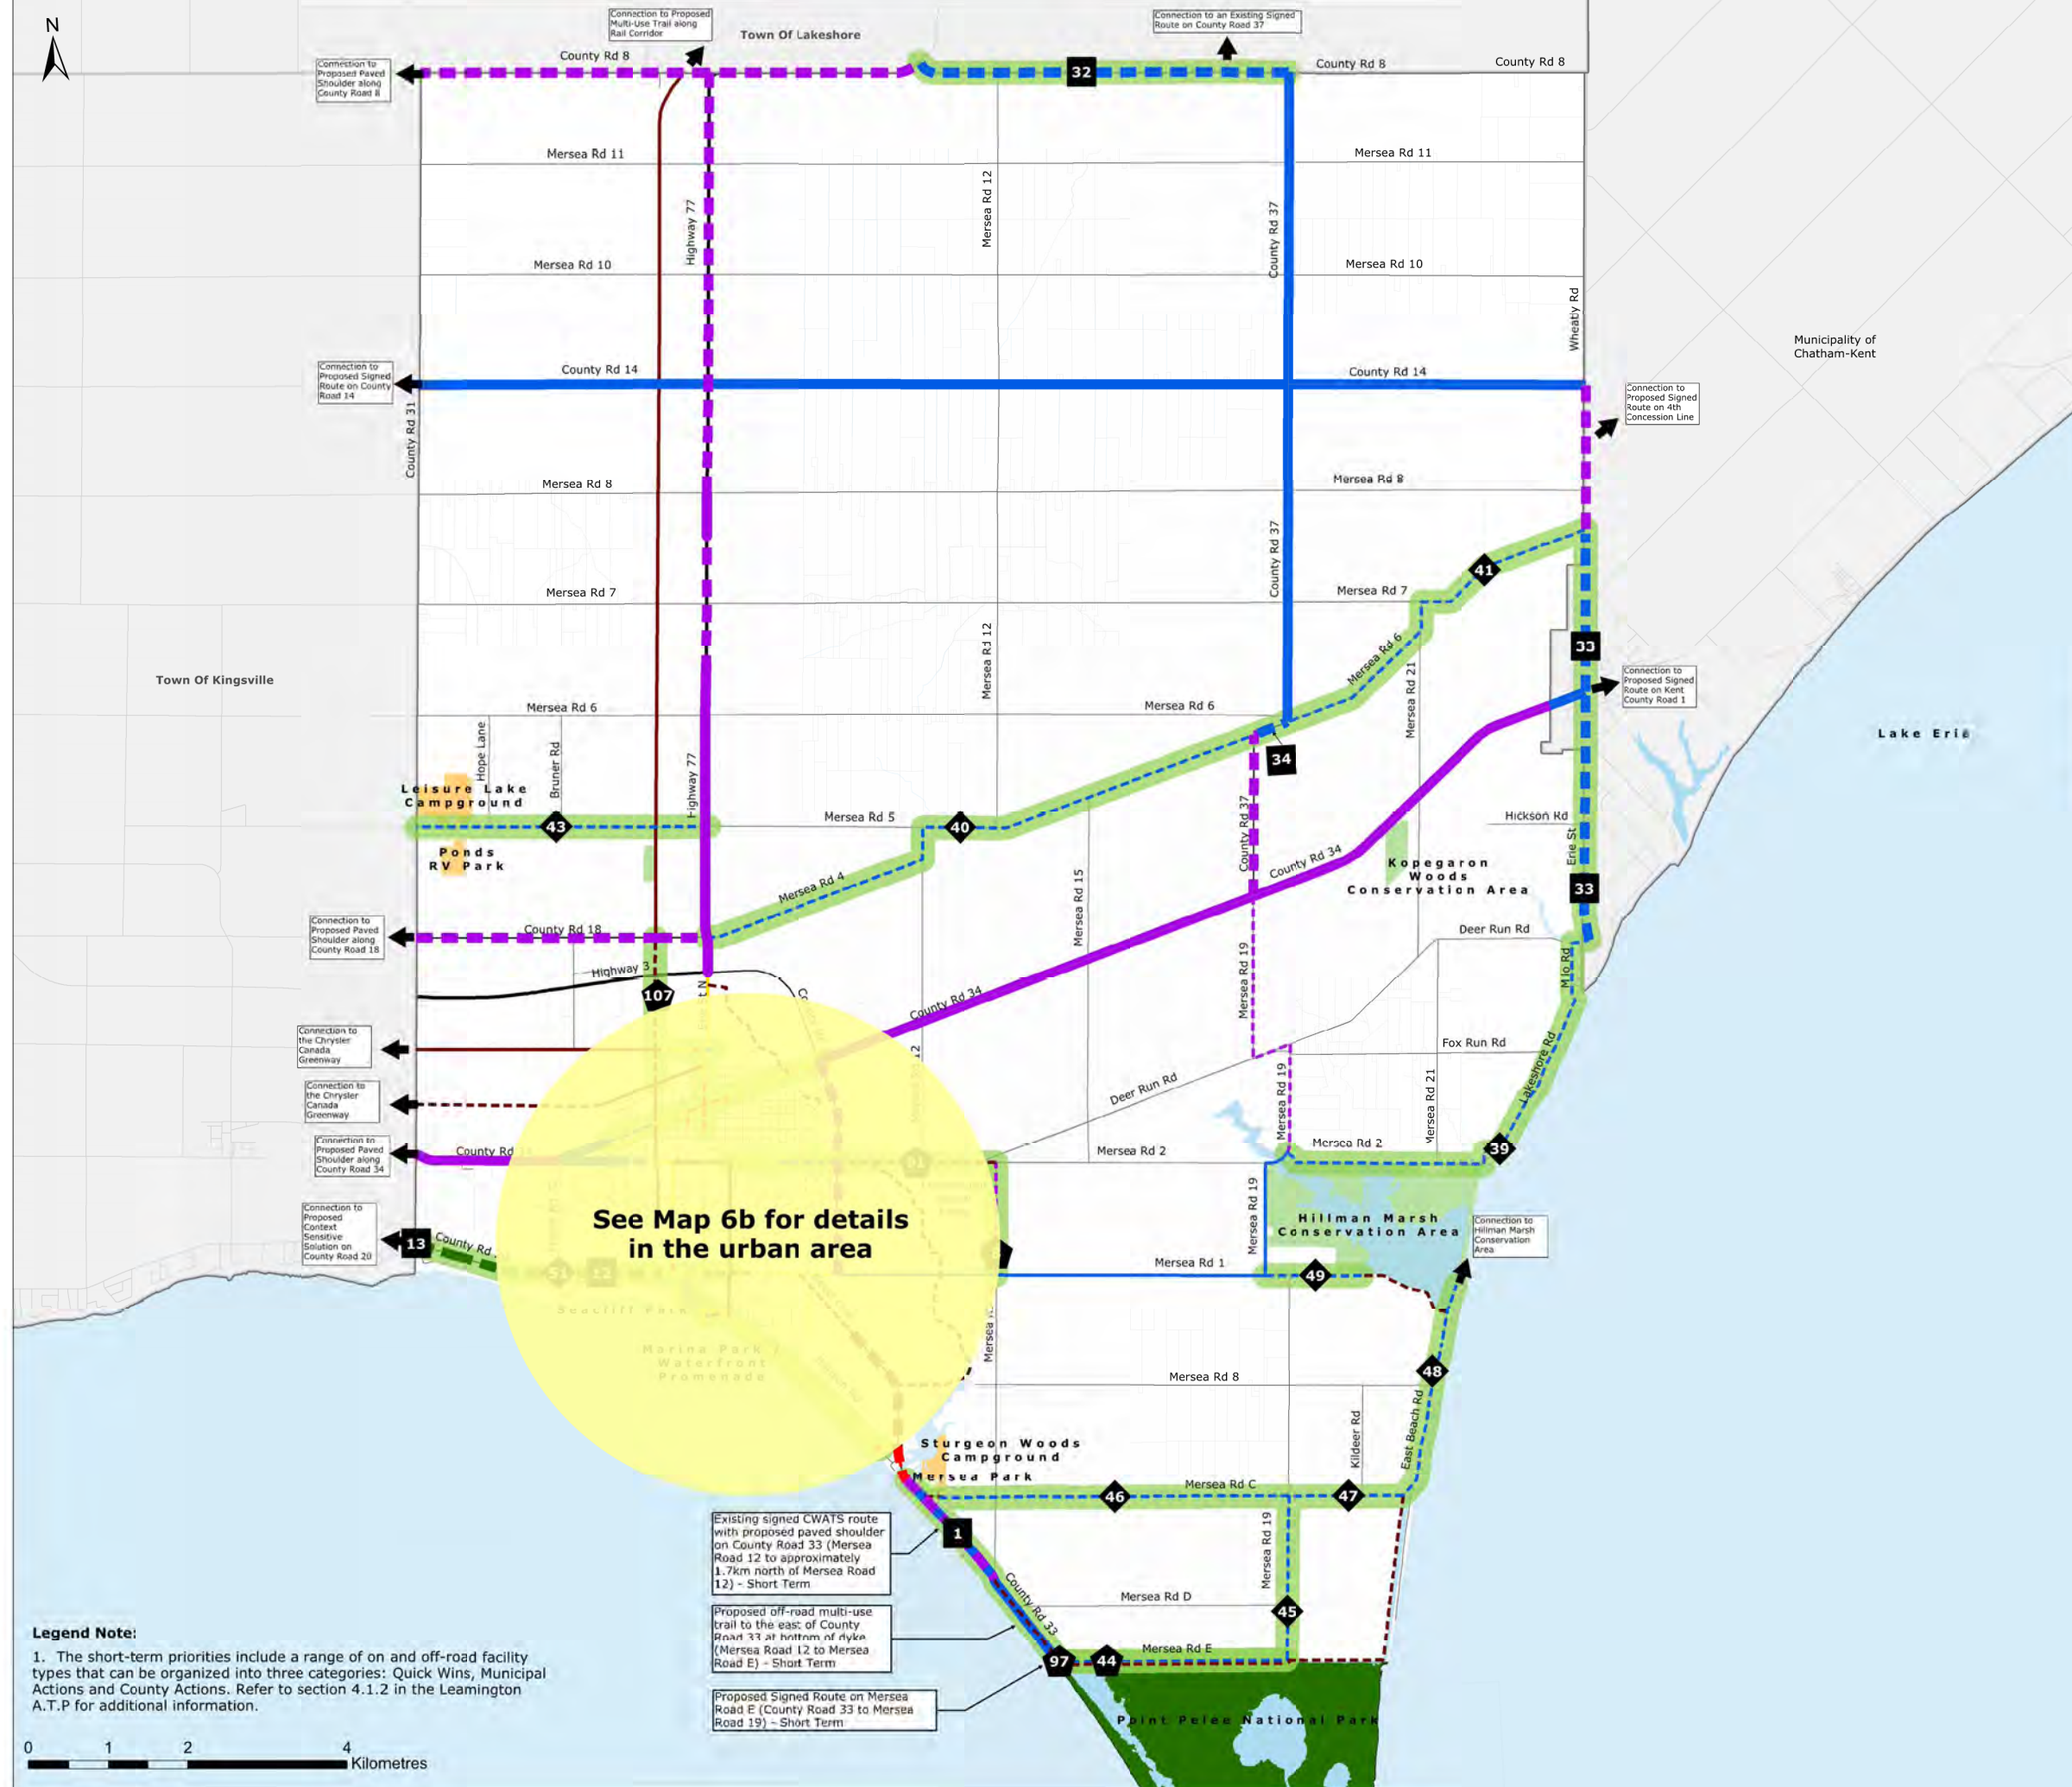 N
Connection to Proposed
Multi-Use Trail along
Rail Corridor
Town Of Lakeshore
Connection to an Existing Signed
Route on County Road 37
County Rd 8
County Rd 8
County Rd 8
Connection to
Proposed Paved
Shoulder along
County Road 8
32
Mersea Rd 11
Mersea Rd 11
Highway 77
Mersea Rd 12
County Rd 37
Mersea Rd 10
Mersea Rd 10
Wheatly Rd
Municipality of
Chatham-Kent
Connection to
Proposed Signed
Route on County
Road 14
County Rd 14
County Rd 14
Connection to
Proposed Signed
Route on 4th
Concession Line
County Rd 31
Mersea Rd 8
Mersea Rd 8
County Rd 37
41
Mersea Rd 7
Mersea Rd 7
Mersea Rd 12
Mersea Rd 6
Mersea Rd 21
33
Town Of Kingsville
Connection to
Proposed Signed
Route on Kent
County Road 1
Mersea Rd 6
Mersea Rd 6
Lake Erie
Hope Lane
Bruner Rd
Highway 77
34
Leisure Lake
Campground
43
Mersea Rd 5
40
County Rd 37
Hickson Rd
Erie St
Ponds
RV Park
County Rd 34
Kopegaron
Woods
Conservation Area
Mersea Rd 4
33
Mersea Rd 15
Connection to
Proposed Paved
Shoulder along
County Road 18
County Rd 18
Deer Run Rd
Highway 3
107
Mersea Rd 19
County Rd 34
Connection to
the Chrysler
Canada
Greenway
Fox Run Rd
Lakeshore Rd
Connection to
the Chrysler
Canada
Greenway
Deer Run Rd
Mersea Rd 19
Mersea Rd 21
Connection to
Proposed Paved
Shoulder along
County Road 34
County Rd
Mersea Rd 2
Mersea Rd 2
39
See Map 6b for details
in the urban area
Mersea Rd 19
Hillman Marsh
Conservation Area
Connection to
Hillman Marsh
Conservation
Area
Connection to
Proposed
Context
Sensitive
Solution on
County Road 20
13
County Rd
51
12
Mersea Rd 1
49
Seacliff Park
Marina Park /
Waterfront
Promenade
Mersea
48
Mersea Rd 8
East Beach Rd
Kildeer Rd
Sturgeon Woods
Campground
Mersea Park
Mersea Rd C
46
47
Existing signed CWATS route
with proposed paved shoulder
on County Road 33 (Mersea
Road 12 to approximately
1.7km north of Mersea Road
12) - Short Term
1
Mersea Rd 19
County Rd 33
Mersea Rd D
45
Proposed off-road multi-use
trail to the east of County
Road 33 at bottom of dyke
(Mersea Road 12 to Mersea
Road E) - Short Term
Mersea Rd E
97
44
Proposed Signed Route on Mersea
Road E (County Road 33 to Mersea
Road 19) - Short Term
Point Pelee National Park
Legend Note:
1. The short-term priorities include a range of on and off-road facility
types that can be organized into three categories: Quick Wins, Municipal
Actions and County Actions. Refer to section 4.1.2 in the Leamington
A.T.P for additional information.
0 1 2 4
Kilometres